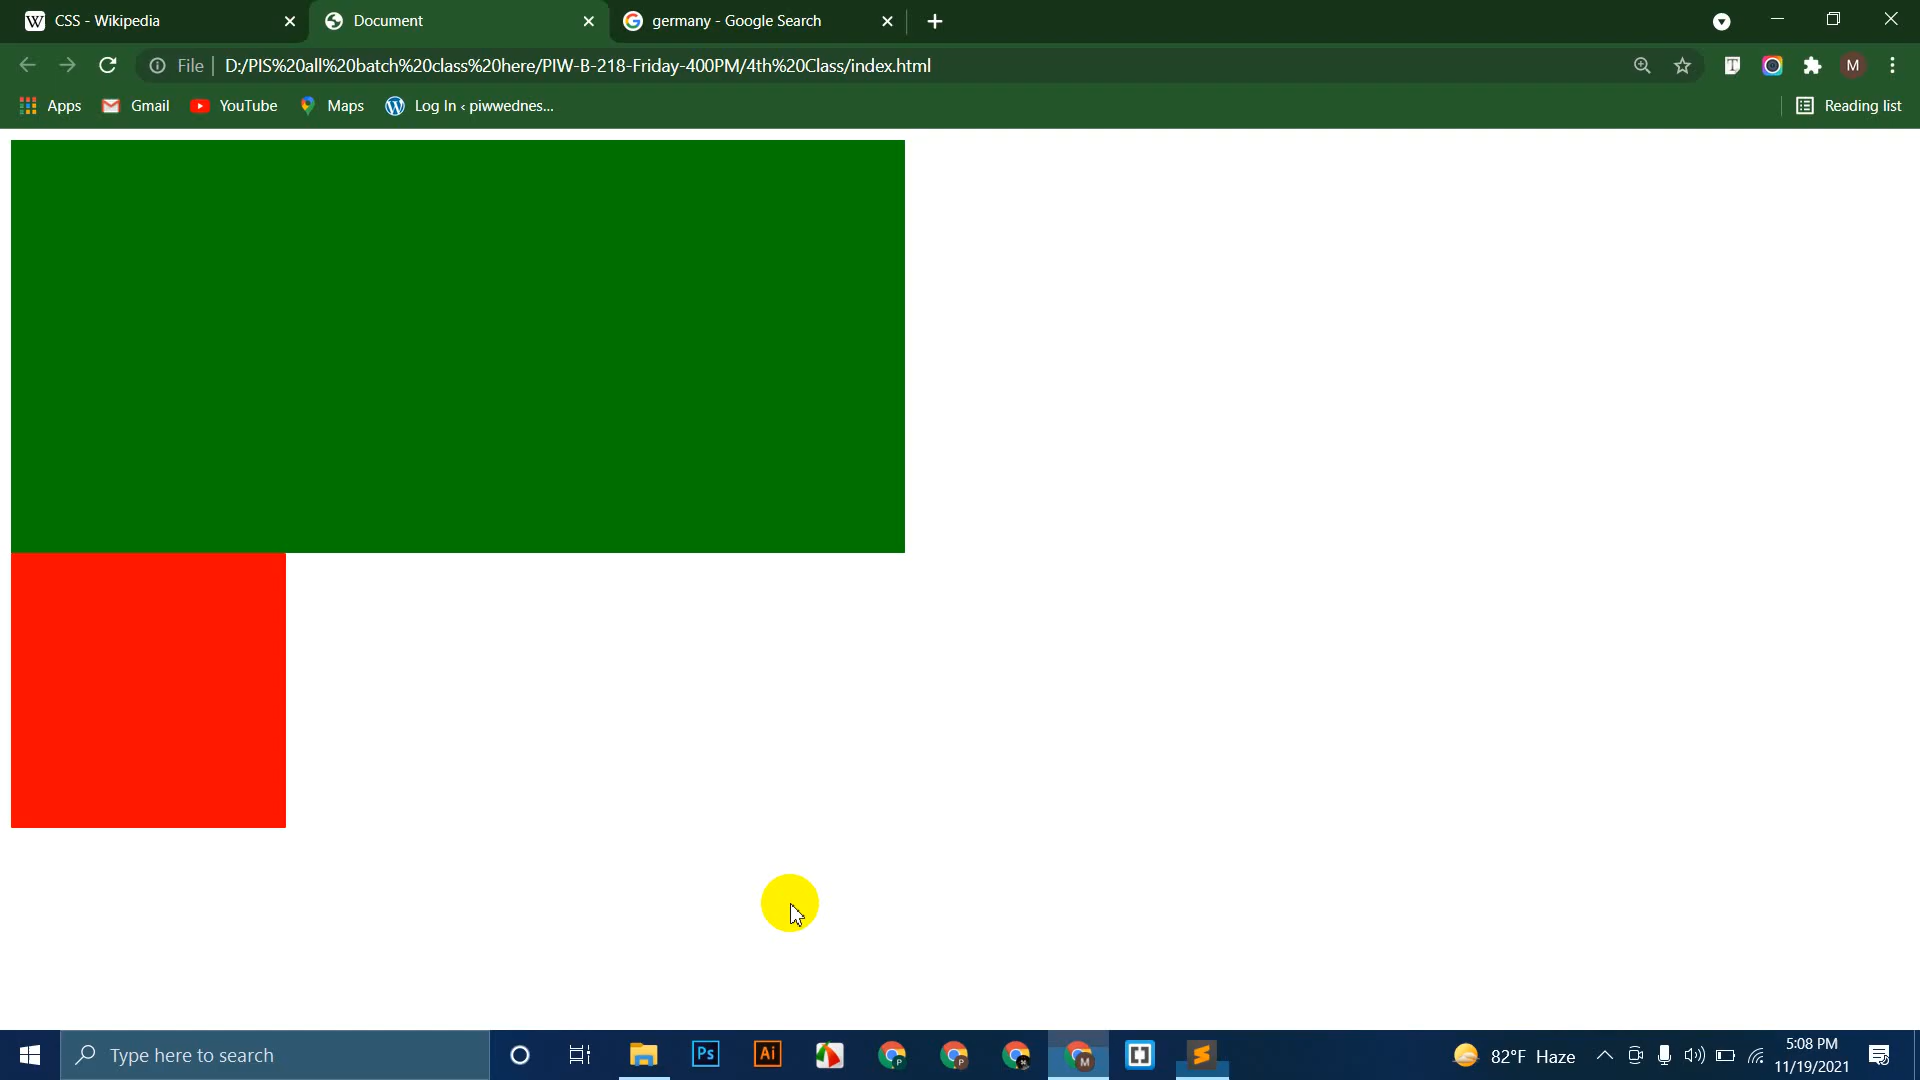 CSS - Wikipedia
Document
germany - Google Search
File
D:/PIS%20all%20batch%20class%20here/PIW-B-218-Friday-400PM/4th%20Class/index.html
M
Apps
Gmail
YouTube
Maps
Log In ‹ piwwednes...
Reading list
Type here to search
Ps
Ai
82°F Haze
5:08 PM
11/19/2021